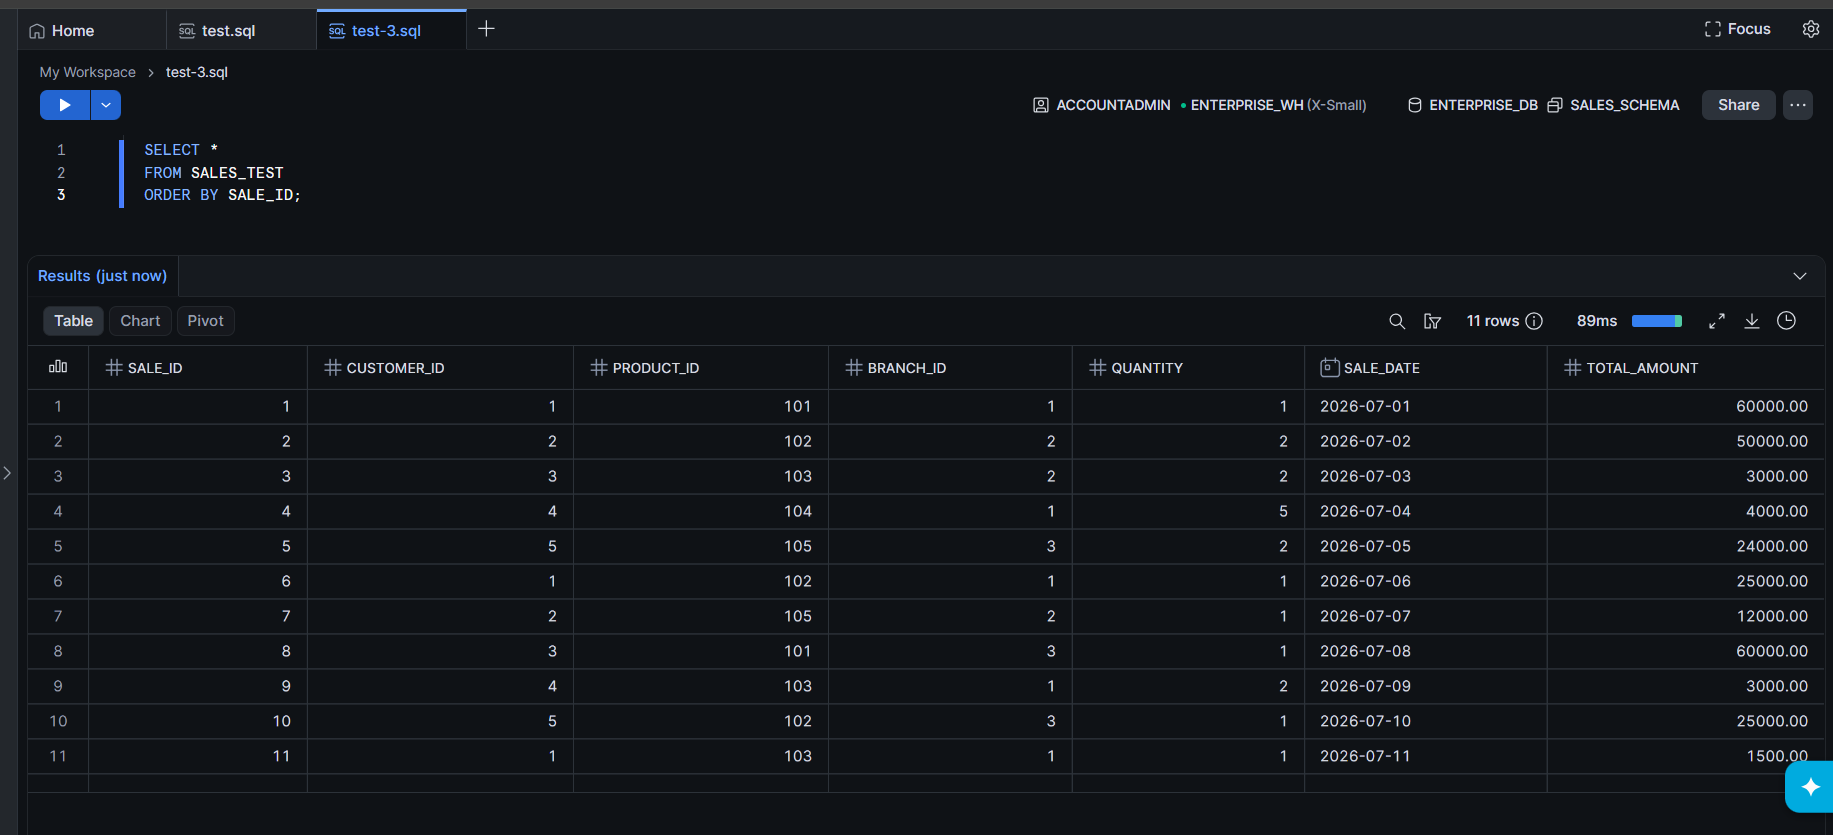 Home
SQL test.sql
SQL test-3.sql
Focus
My Workspace > test-3.sql
ACCOUNTADMIN ENTERPRISE_WH (X-Small) ENTERPRISE_DB SALES_SCHEMA Share ...
1 SELECT *
2 FROM SALES_TEST
3 ORDER BY SALE_ID;
Results (just now)
Table Chart Pivot 11 rows 89ms
SALE_ID CUSTOMER_ID PRODUCT_ID BRANCH_ID QUANTITY SALE_DATE TOTAL_AMOUNT
1 1 1 101 1 1 2026-07-01 60000.00
2 2 2 102 2 2 2026-07-02 50000.00
3 3 3 103 2 2 2026-07-03 3000.00
4 4 4 104 1 5 2026-07-04 4000.00
5 5 5 105 3 2 2026-07-05 24000.00
6 6 1 102 1 1 2026-07-06 25000.00
7 7 2 105 2 1 2026-07-07 12000.00
8 8 3 101 3 1 2026-07-08 60000.00
9 9 4 103 1 2 2026-07-09 3000.00
10 10 5 102 3 1 2026-07-10 25000.00
11 11 1 103 1 1 2026-07-11 1500.00